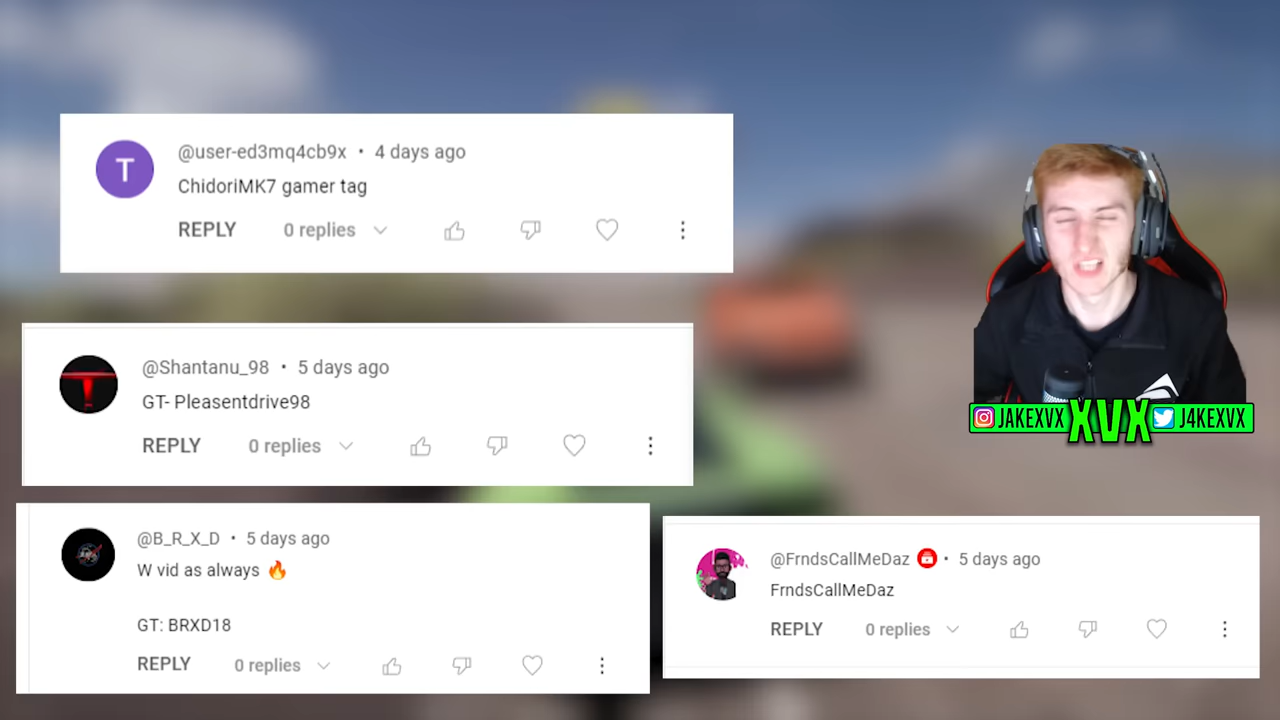 @user-ed3mq4cb9x • 4 days ago
ChidoriMK7 gamer tag
REPLY 0 replies
T
@Shantanu_98 • 5 days ago
GT- Pleasentdrive98
REPLY 0 replies
@B_R_X_D • 5 days ago
W vid as always 🔥
GT: BRXD18
REPLY 0 replies
@FrndsCallMeDaz • 5 days ago
FrndsCallMeDaz
REPLY 0 replies
JAKEXVX XVX J4KEXVX